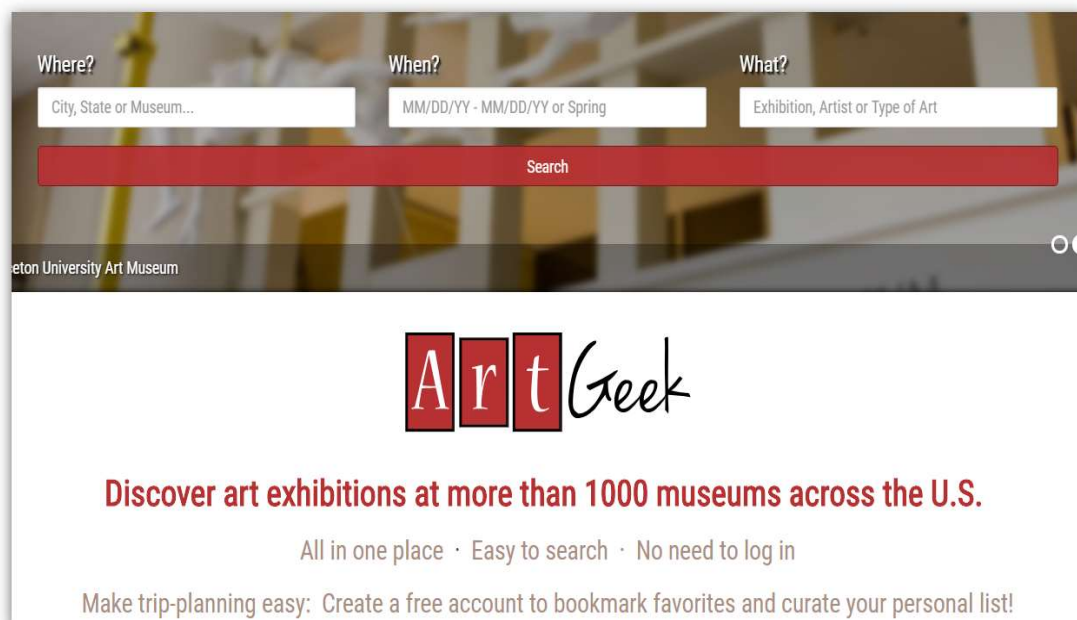 Where? When? What?
City, State or Museum... MM/DD/YY - MM/DD/YY or Spring Exhibition, Artist or Type of Art
Search
University Art Museum
Art Geek
Discover art exhibitions at more than 1000 museums across the U.S.
All in one place · Easy to search · No need to log in
Make trip-planning easy: Create a free account to bookmark favorites and curate your personal list!